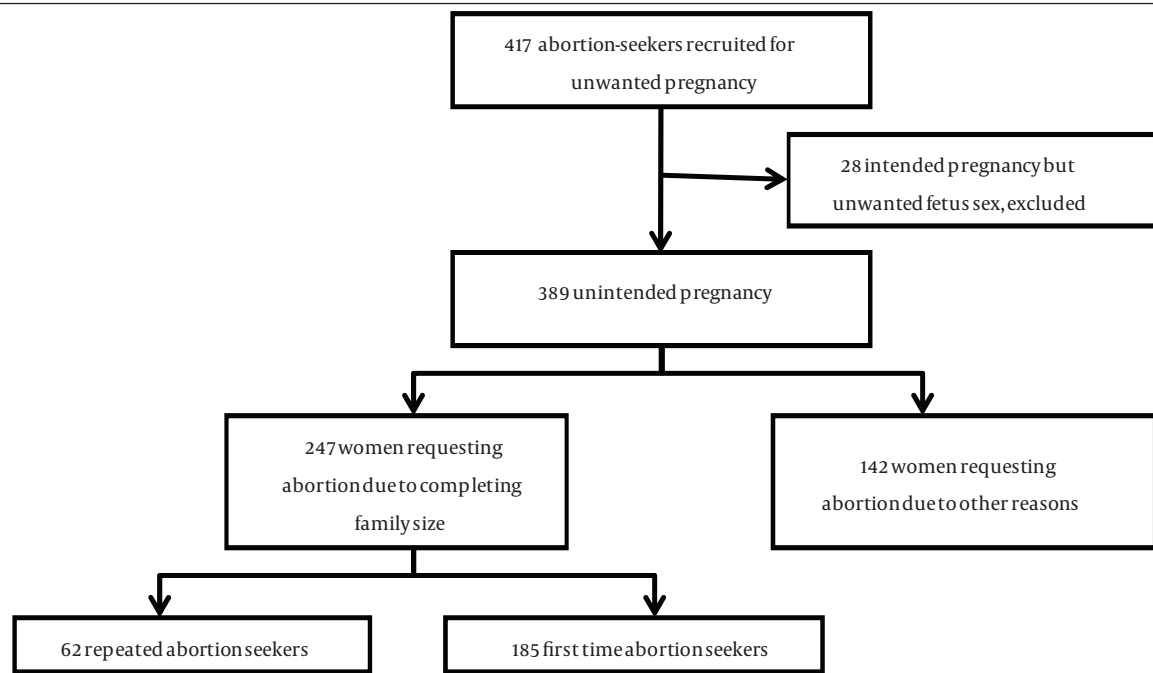 417 abortion-seekers recruited for
unwanted pregnancy
28 intended pregnancy but
unwanted fetus sex, excluded
389 unintended pregnancy
247 women requesting
abortion due to completing
family size
142 women requesting
abortion due to other reasons
62 repeated abortion seekers
185 first time abortion seekers